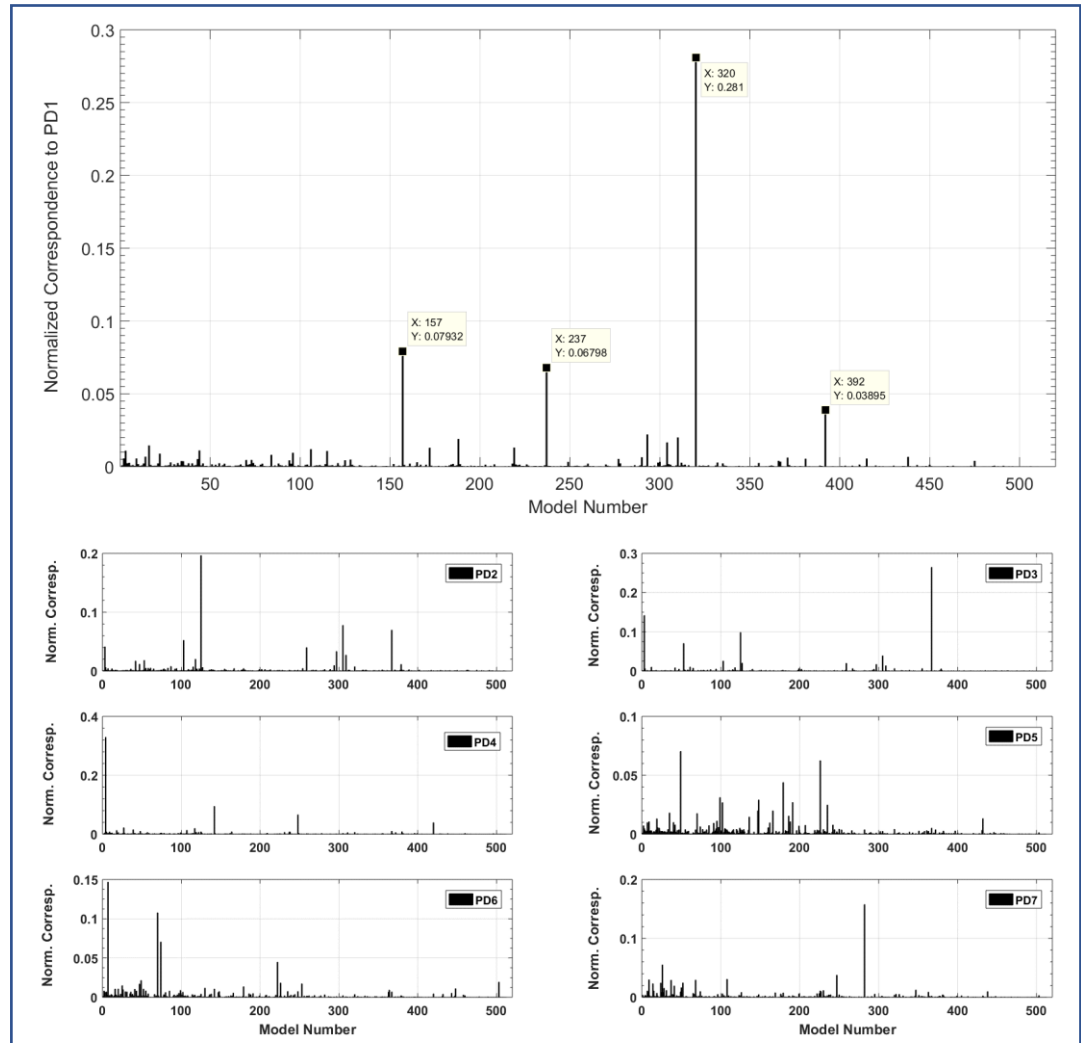 Normalized Correspondence to PD1
0.3
0.25
0.2
0.15
0.1
0.05
0
X: 320
Y: 0.281
X: 157
Y: 0.07932
X: 237
Y: 0.06798
X: 392
Y: 0.03895
50 100 150 200 250 300 350 400 450 500
Model Number
Norm. Corresp.
0.2
0.1
0
PD2
0 100 200 300 400 500
Norm. Corresp.
0.3
0.2
0.1
0
PD3
0 100 200 300 400 500
Norm. Corresp.
0.4
0.2
0
PD4
0 100 200 300 400 500
Norm. Corresp.
0.1
0.05
0
PD5
0 100 200 300 400 500
Norm. Corresp.
0.15
0.1
0.05
0
PD6
0 100 200 300 400 500
Model Number
Norm. Corresp.
0.2
0.1
0
PD7
0 100 200 300 400 500
Model Number